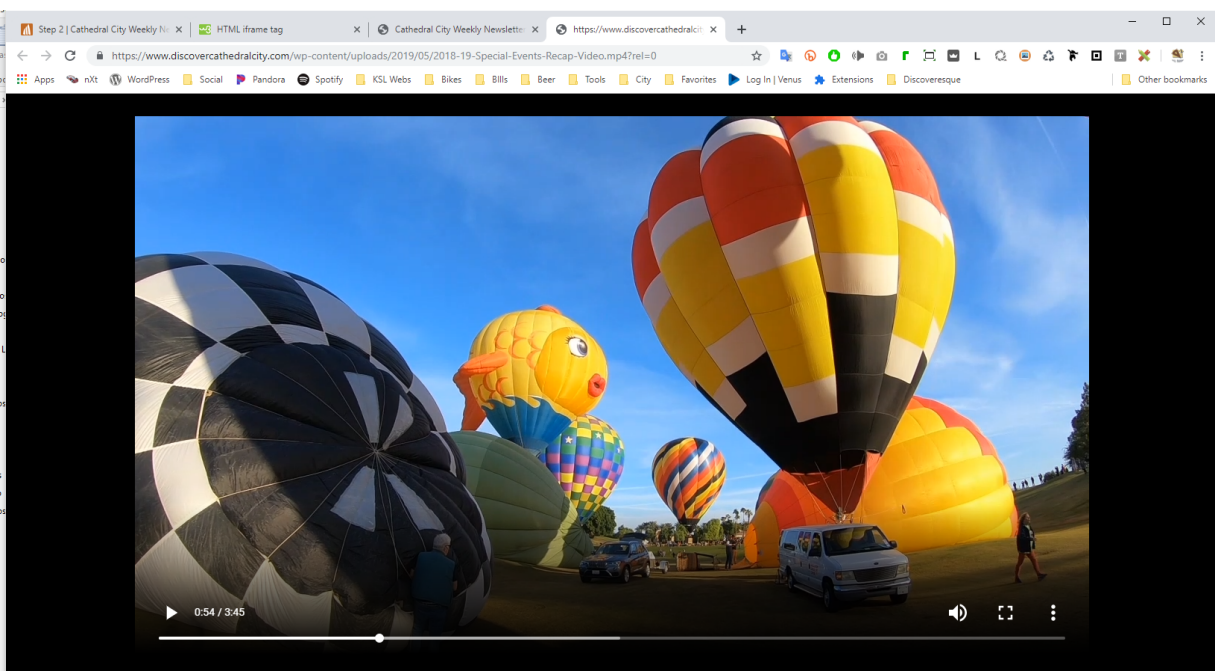 Step 2 | Cathedral City Weekly Ne
HTML iframe tag
Cathedral City Weekly Newsletter
https://www.discovercathedralcit
https://www.discovercathedralcity.com/wp-content/uploads/2019/05/2018-19-Special-Events-Recap-Video.mp4?rel=0
Apps nXt WordPress Social Pandora Spotify KSL Webs Bikes BIlls Beer Tools City Favorites Log In | Venus Extensions Discoveresque Other bookmarks
0:54 / 3:45